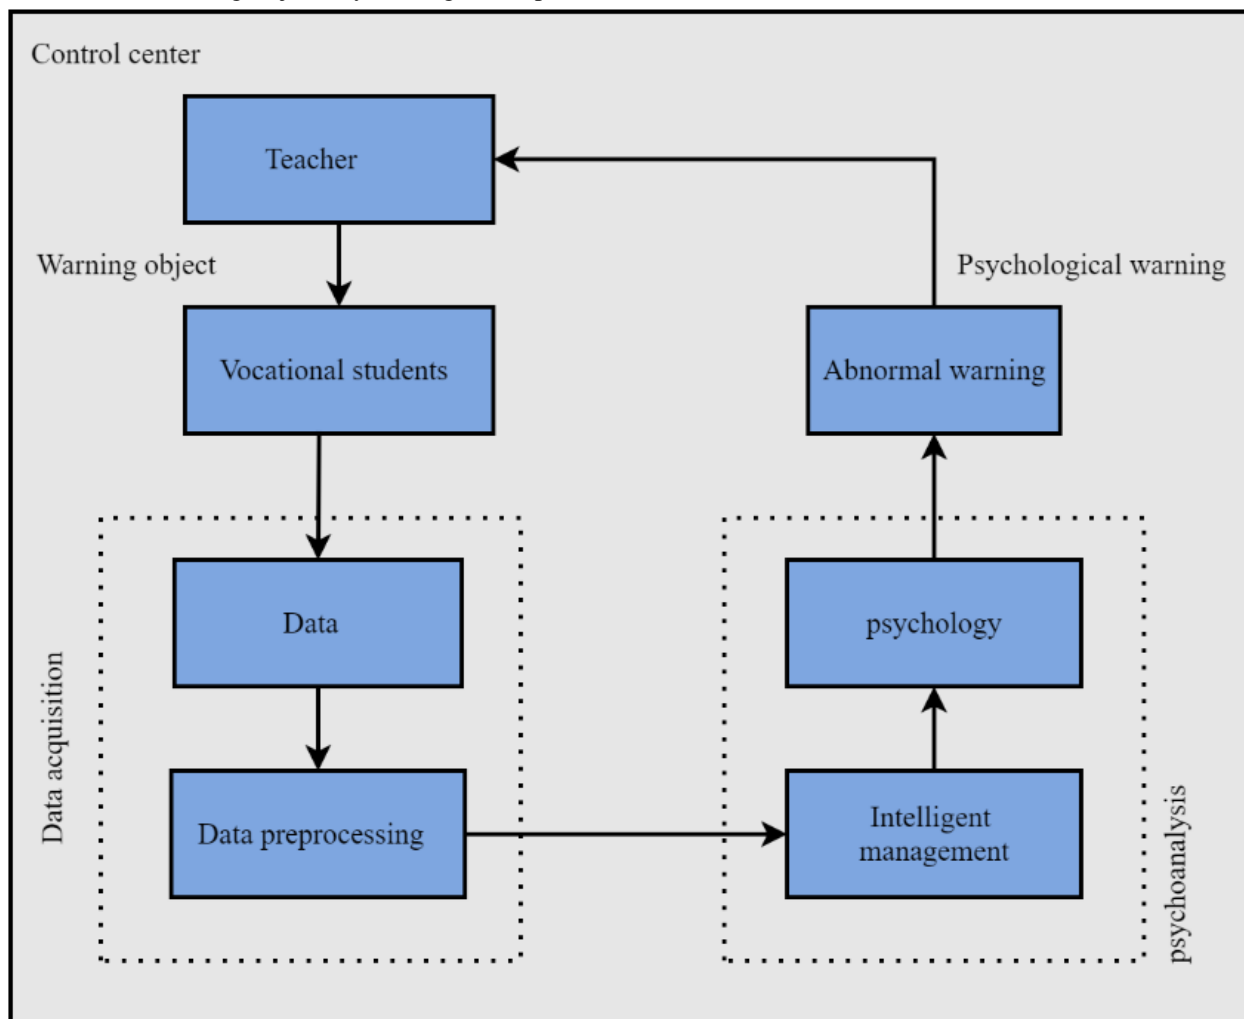 Control center
Teacher
Warning object
Psychological warning
Vocational students
Abnormal warning
Data
psychology
Data acquisition
Data preprocessing
Intelligent
management
psychoanalysis